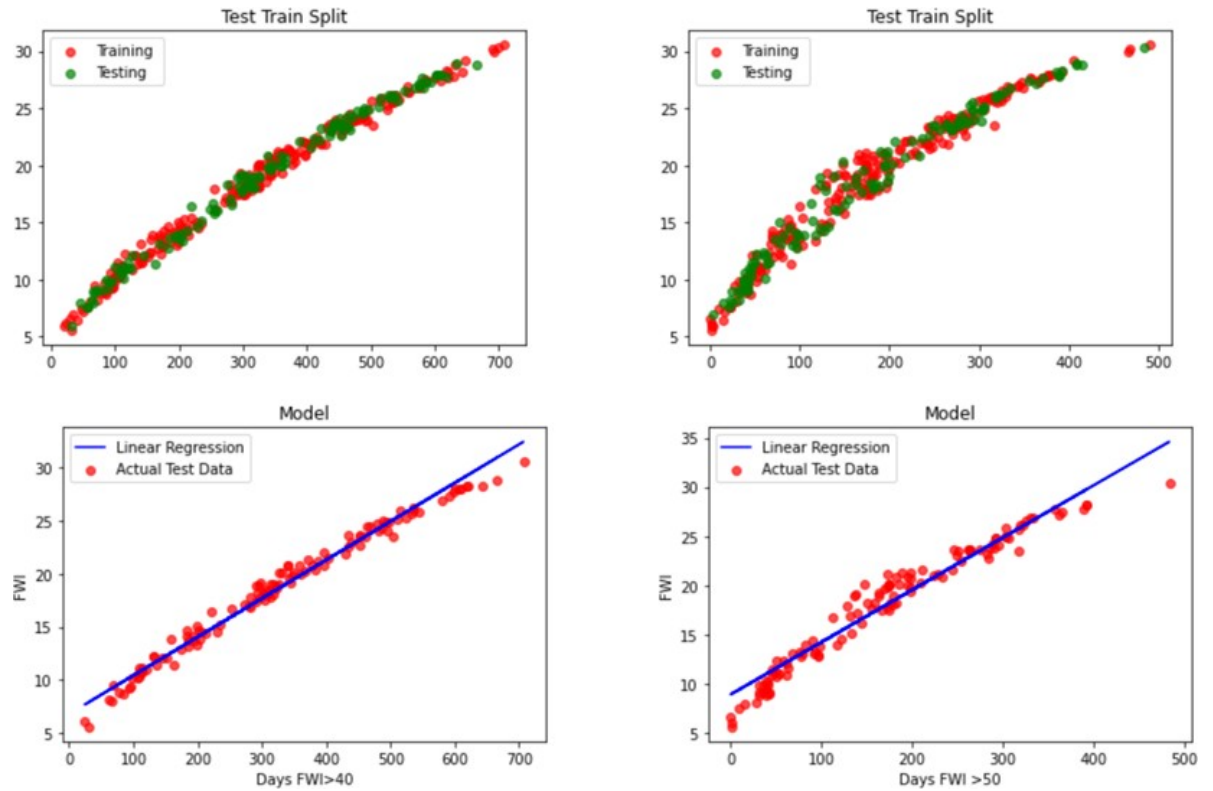 Test Train Split
Training
Testing
30
25
20
15
10
5
0 100 200 300 400 500 600 700
Test Train Split
Training
Testing
30
25
20
15
10
5
0 100 200 300 400 500
Model
Linear Regression
Actual Test Data
FWI
30
25
20
15
10
5
0 100 200 300 400 500 600 700
Days FWI>40
Model
Linear Regression
Actual Test Data
FWI
35
30
25
20
15
10
5
0 100 200 300 400 500
Days FWI >50